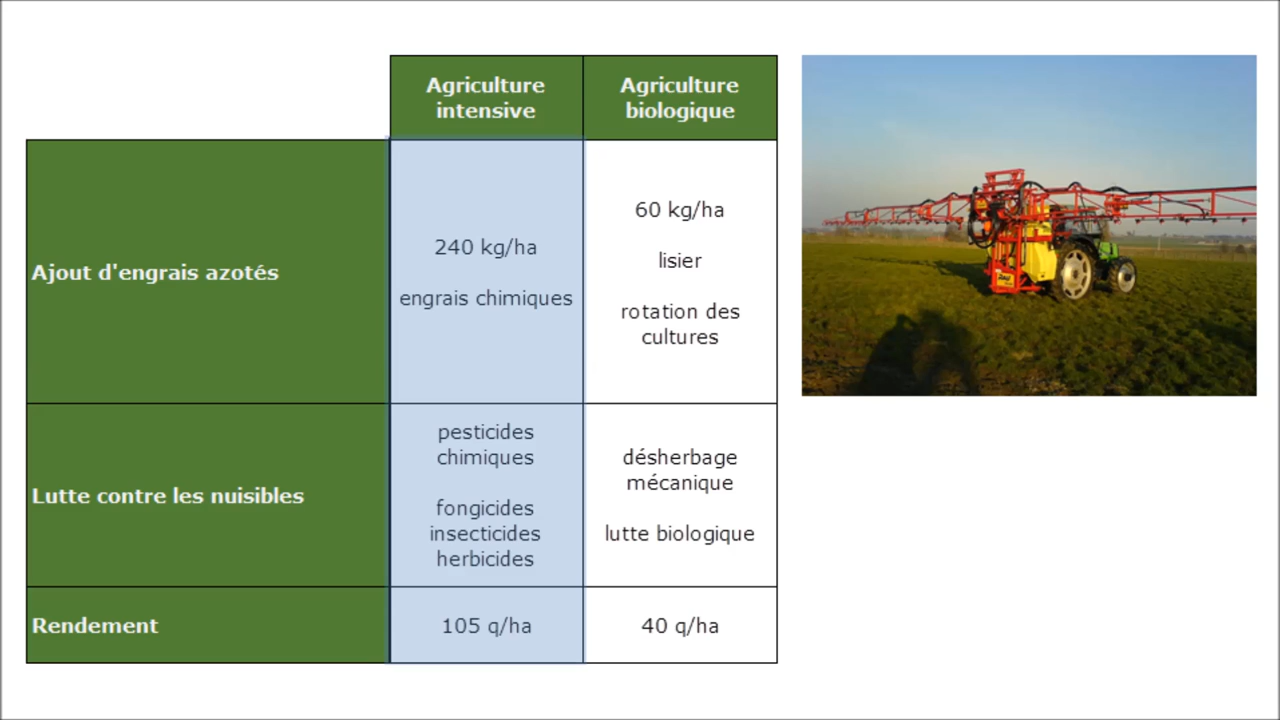 Agriculture
intensive
Agriculture
biologique
Ajout d'engrais azotés
240 kg/ha
engrais chimiques
60 kg/ha
lisier
rotation des
cultures
Lutte contre les nuisibles
pesticides
chimiques
fongicides
insecticides
herbicides
désherbage
mécanique
lutte biologique
Rendement
105 q/ha
40 q/ha